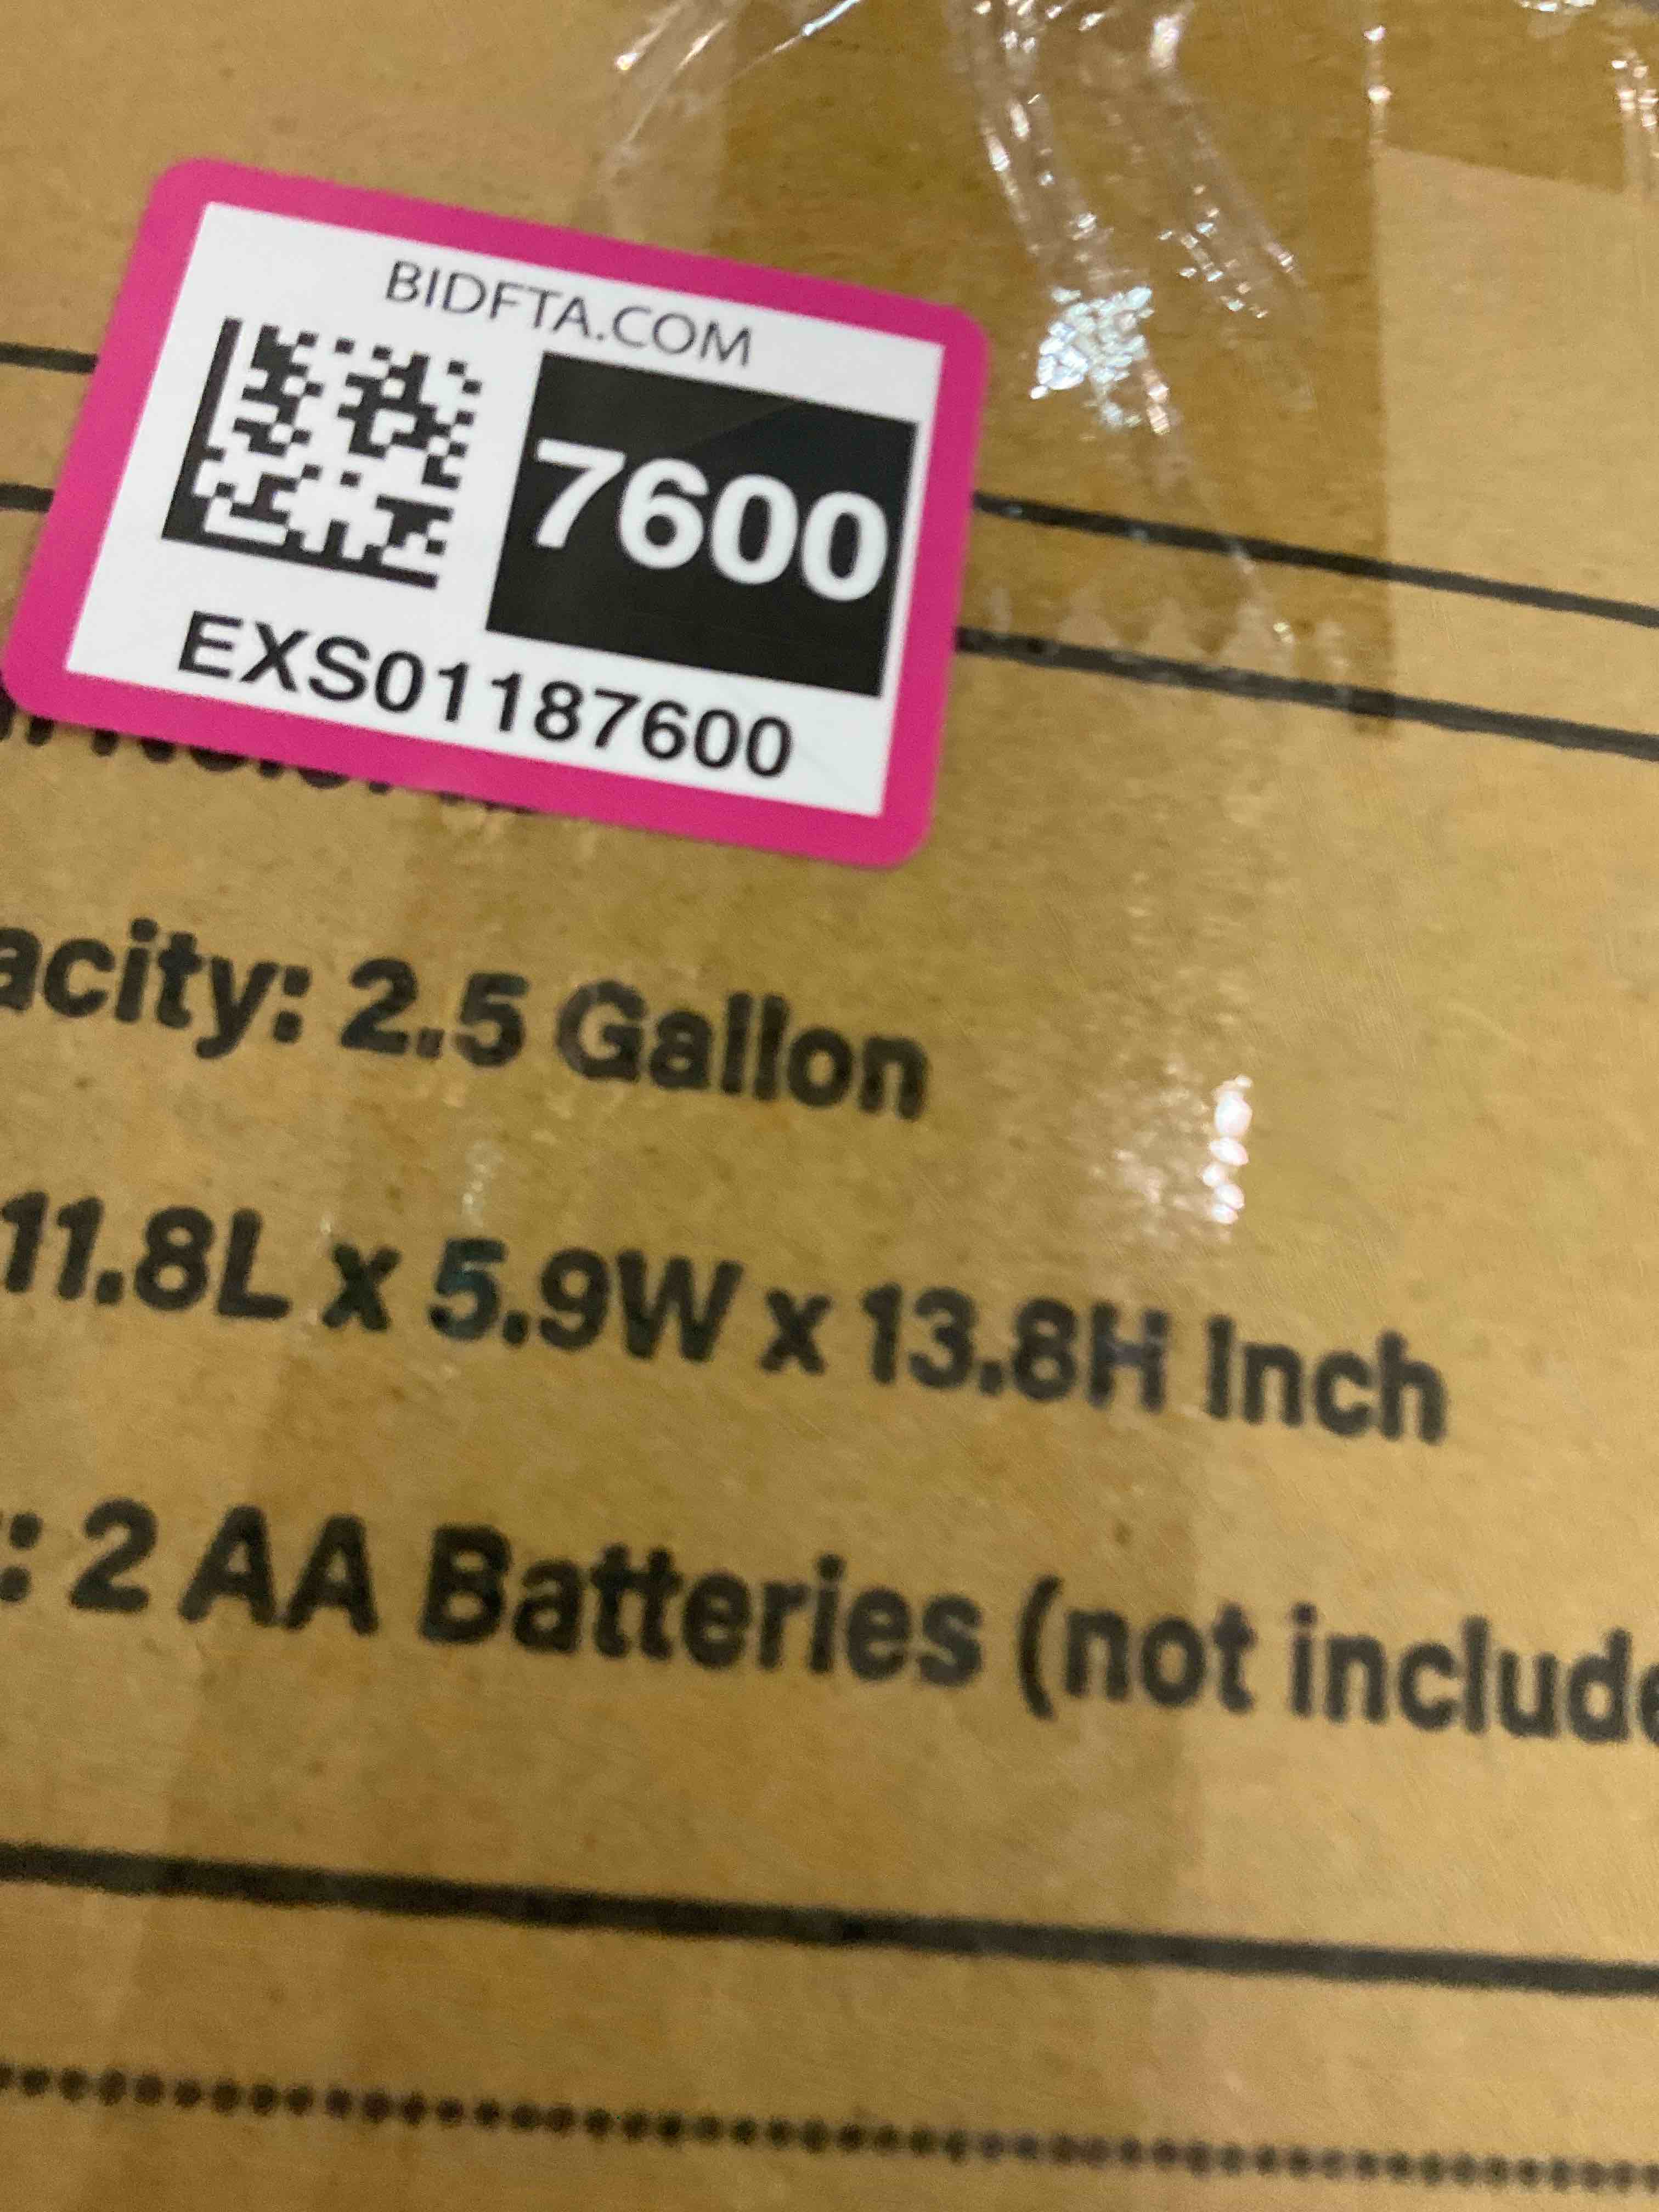 BIDFTA.COM
7600
EXS01187600
acity: 2.5 Gallon
11.8L x 5.9W x 13.8H Inch
: 2 AA Batteries (not include